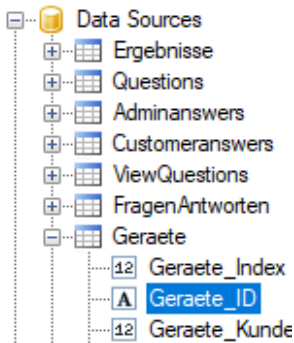 Data Sources
Ergebnisse
Questions
Adminanswers
Customeranswers
ViewQuestions
FragenAntworten
Geraete
12 Geraete_Index
A Geraete_ID
12 Geraete_Kunde